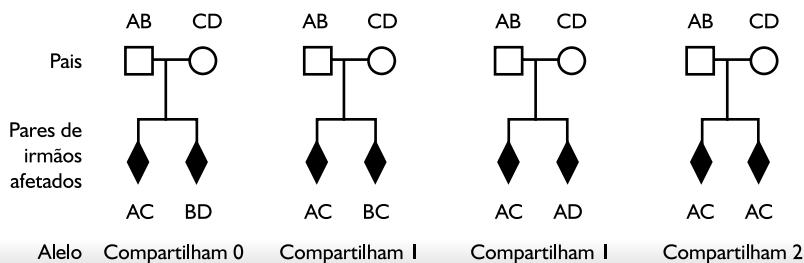 AB CD AB CD AB CD AB CD
Pais
Pares de
irmãos
afetados
AC BD AC BC AC AD AC AC
Alelo Compartilham 0 Compartilham 1 Compartilham 1 Compartilham 2